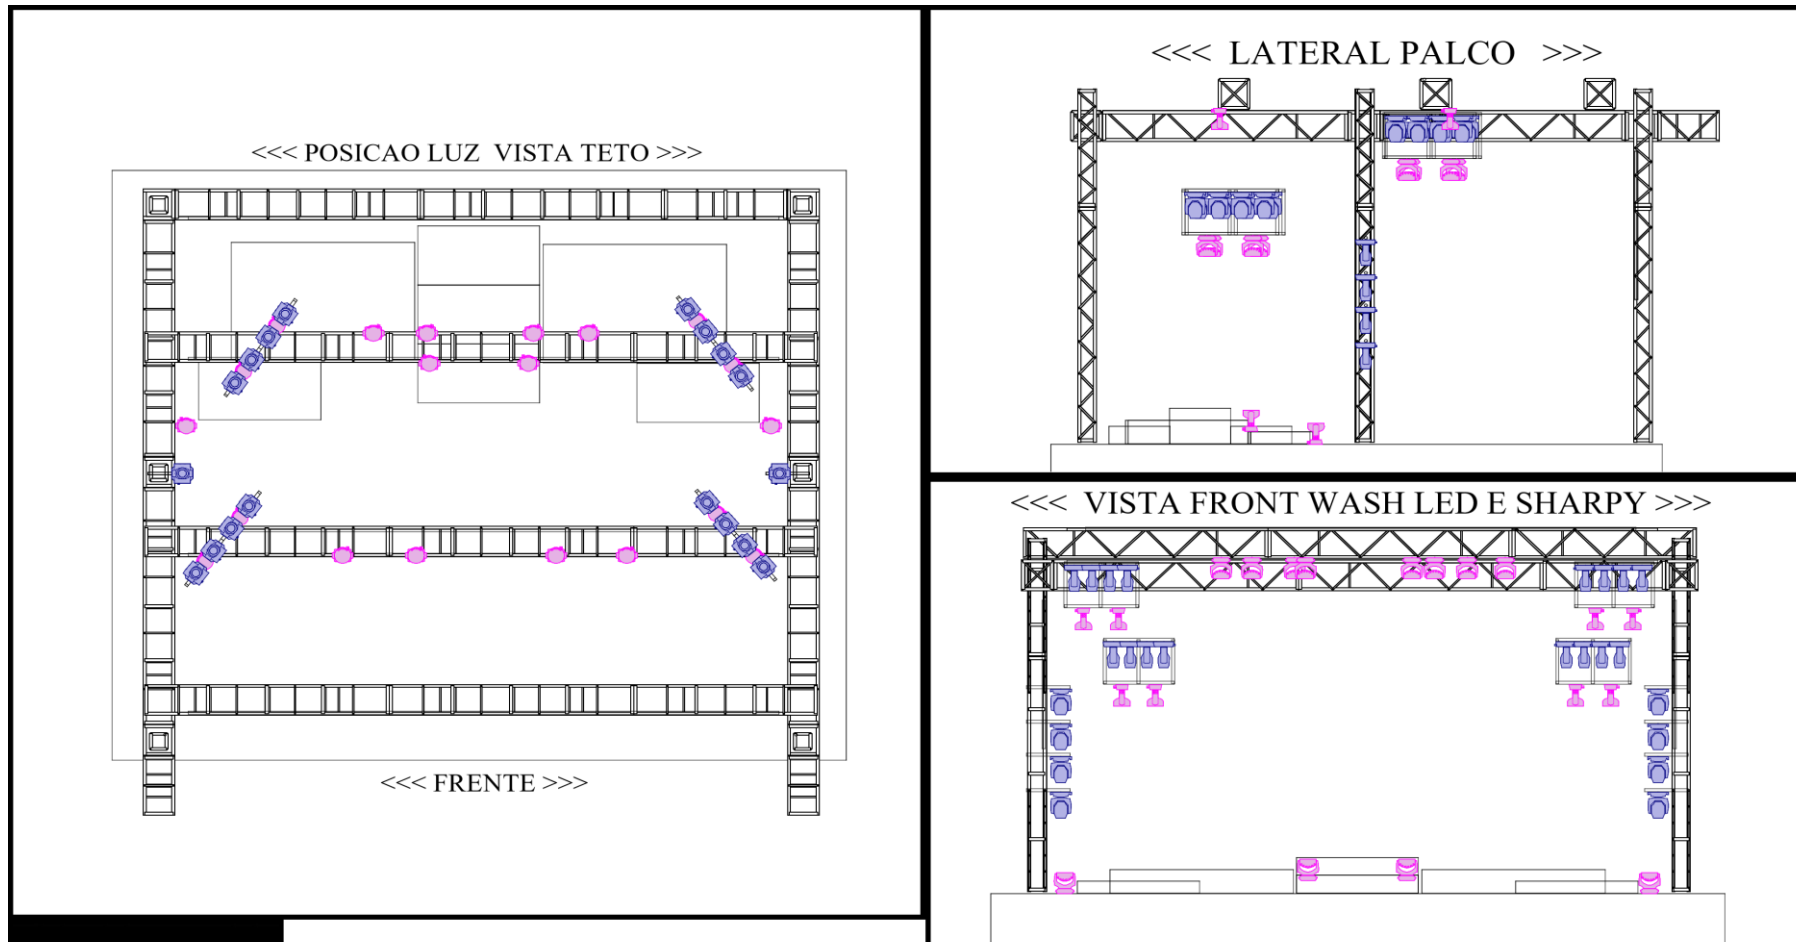 <<< POSICAO LUZ  VISTA TETO >>>
<<< FRENTE >>>
<<<  LATERAL PALCO   >>>
<<<  VISTA FRONT WASH LED E SHARPY >>>